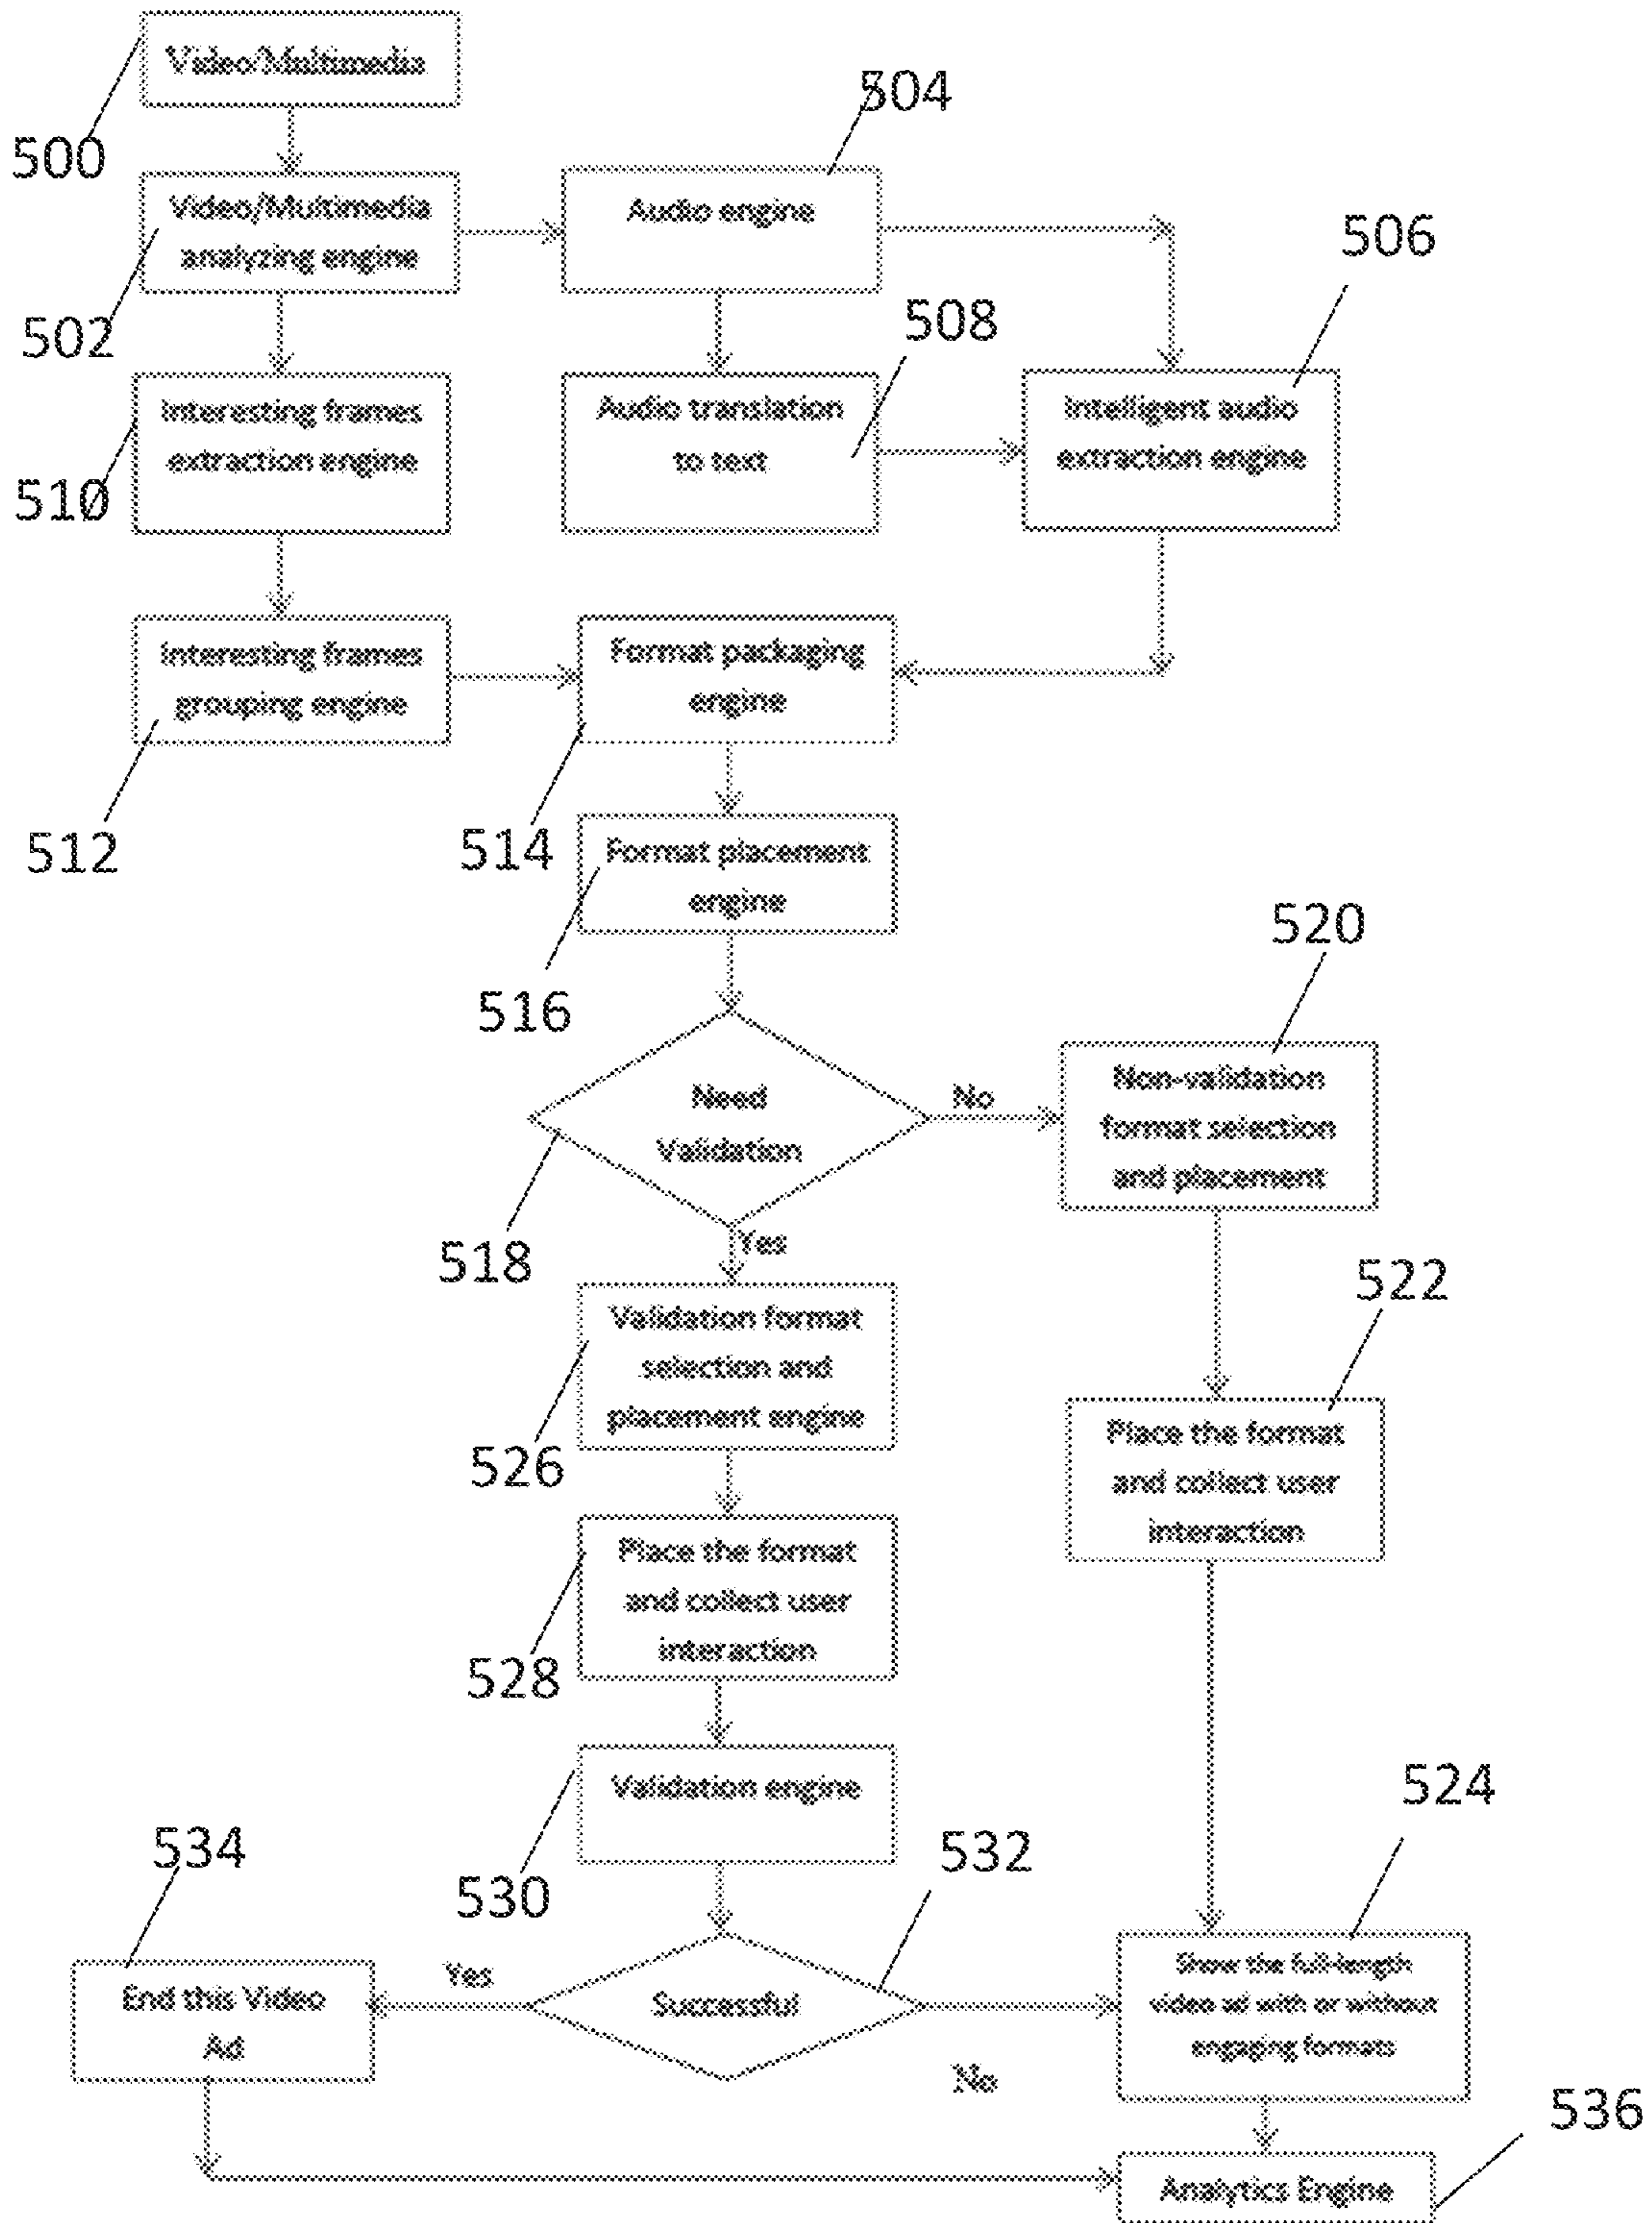 Video/Multimedia
500
504
Video/Multimedia
analyzing engine
502
Audio engine
506
508
Interesting frames
extraction engine
510
Audio translation
to text
Intelligent audio
extraction engine
Interesting frames
grouping engine
512
Format packaging
engine
514
Format placement
engine
516
520
Need
Validation
No
518
Yes
Non-validation
format selection
and placement
522
Validation format
selection and
placement engine
526
Place the format
and collect user
interaction
Place the format
and collect user
interaction
528
Validation engine
530
532
524
534
End this Video
Ad
Yes
Successful
No
Show the full-length
video ad with or without
engaging formats
536
Analytics Engine